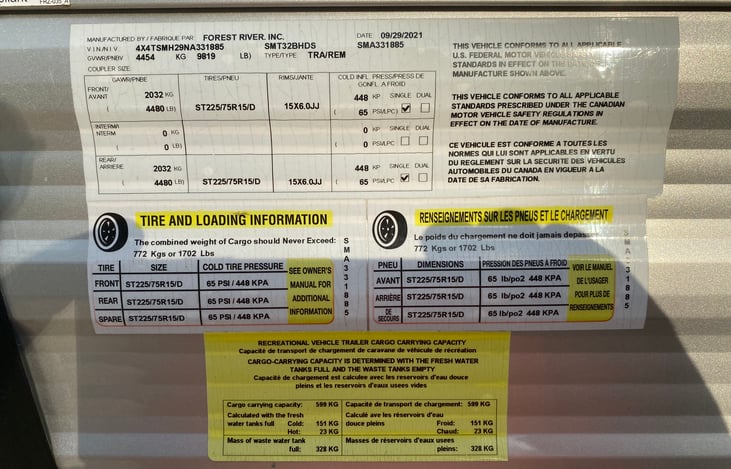 MANUFACTURED BY / FABRIQUE PAR FOREST RIVER. INC. DATE 09/29/2021
V.I.N/N.I.V. 4X4TSMH29NA331885 SMT32BHDS SMA331885
GVWR/PNBV 4454 KG 9819 LB) TYPE/TYPE TRA/REM
COUPLER SIZE
GAWR/PNBE TIRES/PNEU RIMS/JANTE COLD INFL. PRESS/PRESS DE GONFL. A FROID
FRONT/ AVANT 2032 KG 448 KP. SINGLE DUAL
( 4480 LB) ST225/75R15/D 15X6.0JJ ( 65 PSI/LPC)
INTERM/ INTERM 0 KG 0 KP. SINGLE DUAL
( 0 LB) ( 0 PSI/LPC)
REAR/ ARRIERE 2032 KG 448 KP. SINGLE DUAL
( 4480 LB) ST225/75R15/D 15X6.0JJ ( 65 PSI/LPC)
THIS VEHICLE CONFORMS TO ALL APPLICABLE
U.S. FEDERAL MOTOR VEHICLE
STANDARDS IN EFFECT ON THE DATE OF
MANUFACTURE SHOWN ABOVE.
THIS VEHICLE CONFORMS TO ALL APPLICABLE
STANDARDS PRESCRIBED UNDER THE CANADIAN
MOTOR VEHICLE SAFETY REGULATIONS IN
EFFECT ON THE DATE OF MANUFACTURE.
CE VEHICULE EST CONFORME A TOUTES LES
NORMES QUI LUI SONT APPLICABLES EN VERTU
DU REGLEMENT SUR LA SECURITE DES VEHICULES
AUTOMOBILES DU CANADA EN VIGUEUR A LA
DATE DE SA FABRICATION.
TIRE AND LOADING INFORMATION
The combined weight of Cargo should Never Exceed:
772 Kgs or 1702 Lbs
TIRE SIZE COLD TIRE PRESSURE
FRONT ST225/75R15/D 65 PSI / 448 KPA
REAR ST225/75R15/D 65 PSI / 448 KPA
SPARE ST225/75R15/D 65 PSI / 448 KPA
SEE OWNER'S
MANUAL FOR
ADDITIONAL
INFORMATION
SMA331885
RENSEIGNEMENTS SUR LES PNEUS ET LE CHARGEMENT
Le poids du chargement ne doit jamais depas
772 Kgs or 1702 Lbs
PNEU DIMENSIONS PRESSION DES PNEUS A FROID
AVANT ST225/75R15/D 65 lb/po2 448 KPA
ARRIÈRE ST225/75R15/D 65 lb/po2 448 KPA
DE SECOURS ST225/75R15/D 65 lb/po2 448 KPA
VOIR LE MANUEL
DE L'USAGER
POUR PLUS DE
RENSEIGNEMENTS
SMA331885
RECREATIONAL VEHICLE TRAILER CARGO CARRYING CAPACITY
Capacité de transport de chargement de caravane de véhicule de récréation
CARGO-CARRYING CAPACITY IS DETERMINED WITH THE FRESH WATER
TANKS FULL AND THE WASTE TANKS EMPTY
Capacité de chargement est calculee avec les reservoirs d'eau douce
pleins et les reservoirs d'eaux usees vides
Cargo carrying capacity: 599 KG Capacité de transport de chargement: 599 KG
Calculated with the fresh Calculé ave les réservoirs d'eau
water tanks full Cold: 151 KG douce pleins Froid: 151 KG
Hot: 23 KG Chaud: 23 KG
Mass of waste water tank Masses de réservoirs d'eaux usées
full: 328 KG pleins: 328 KG